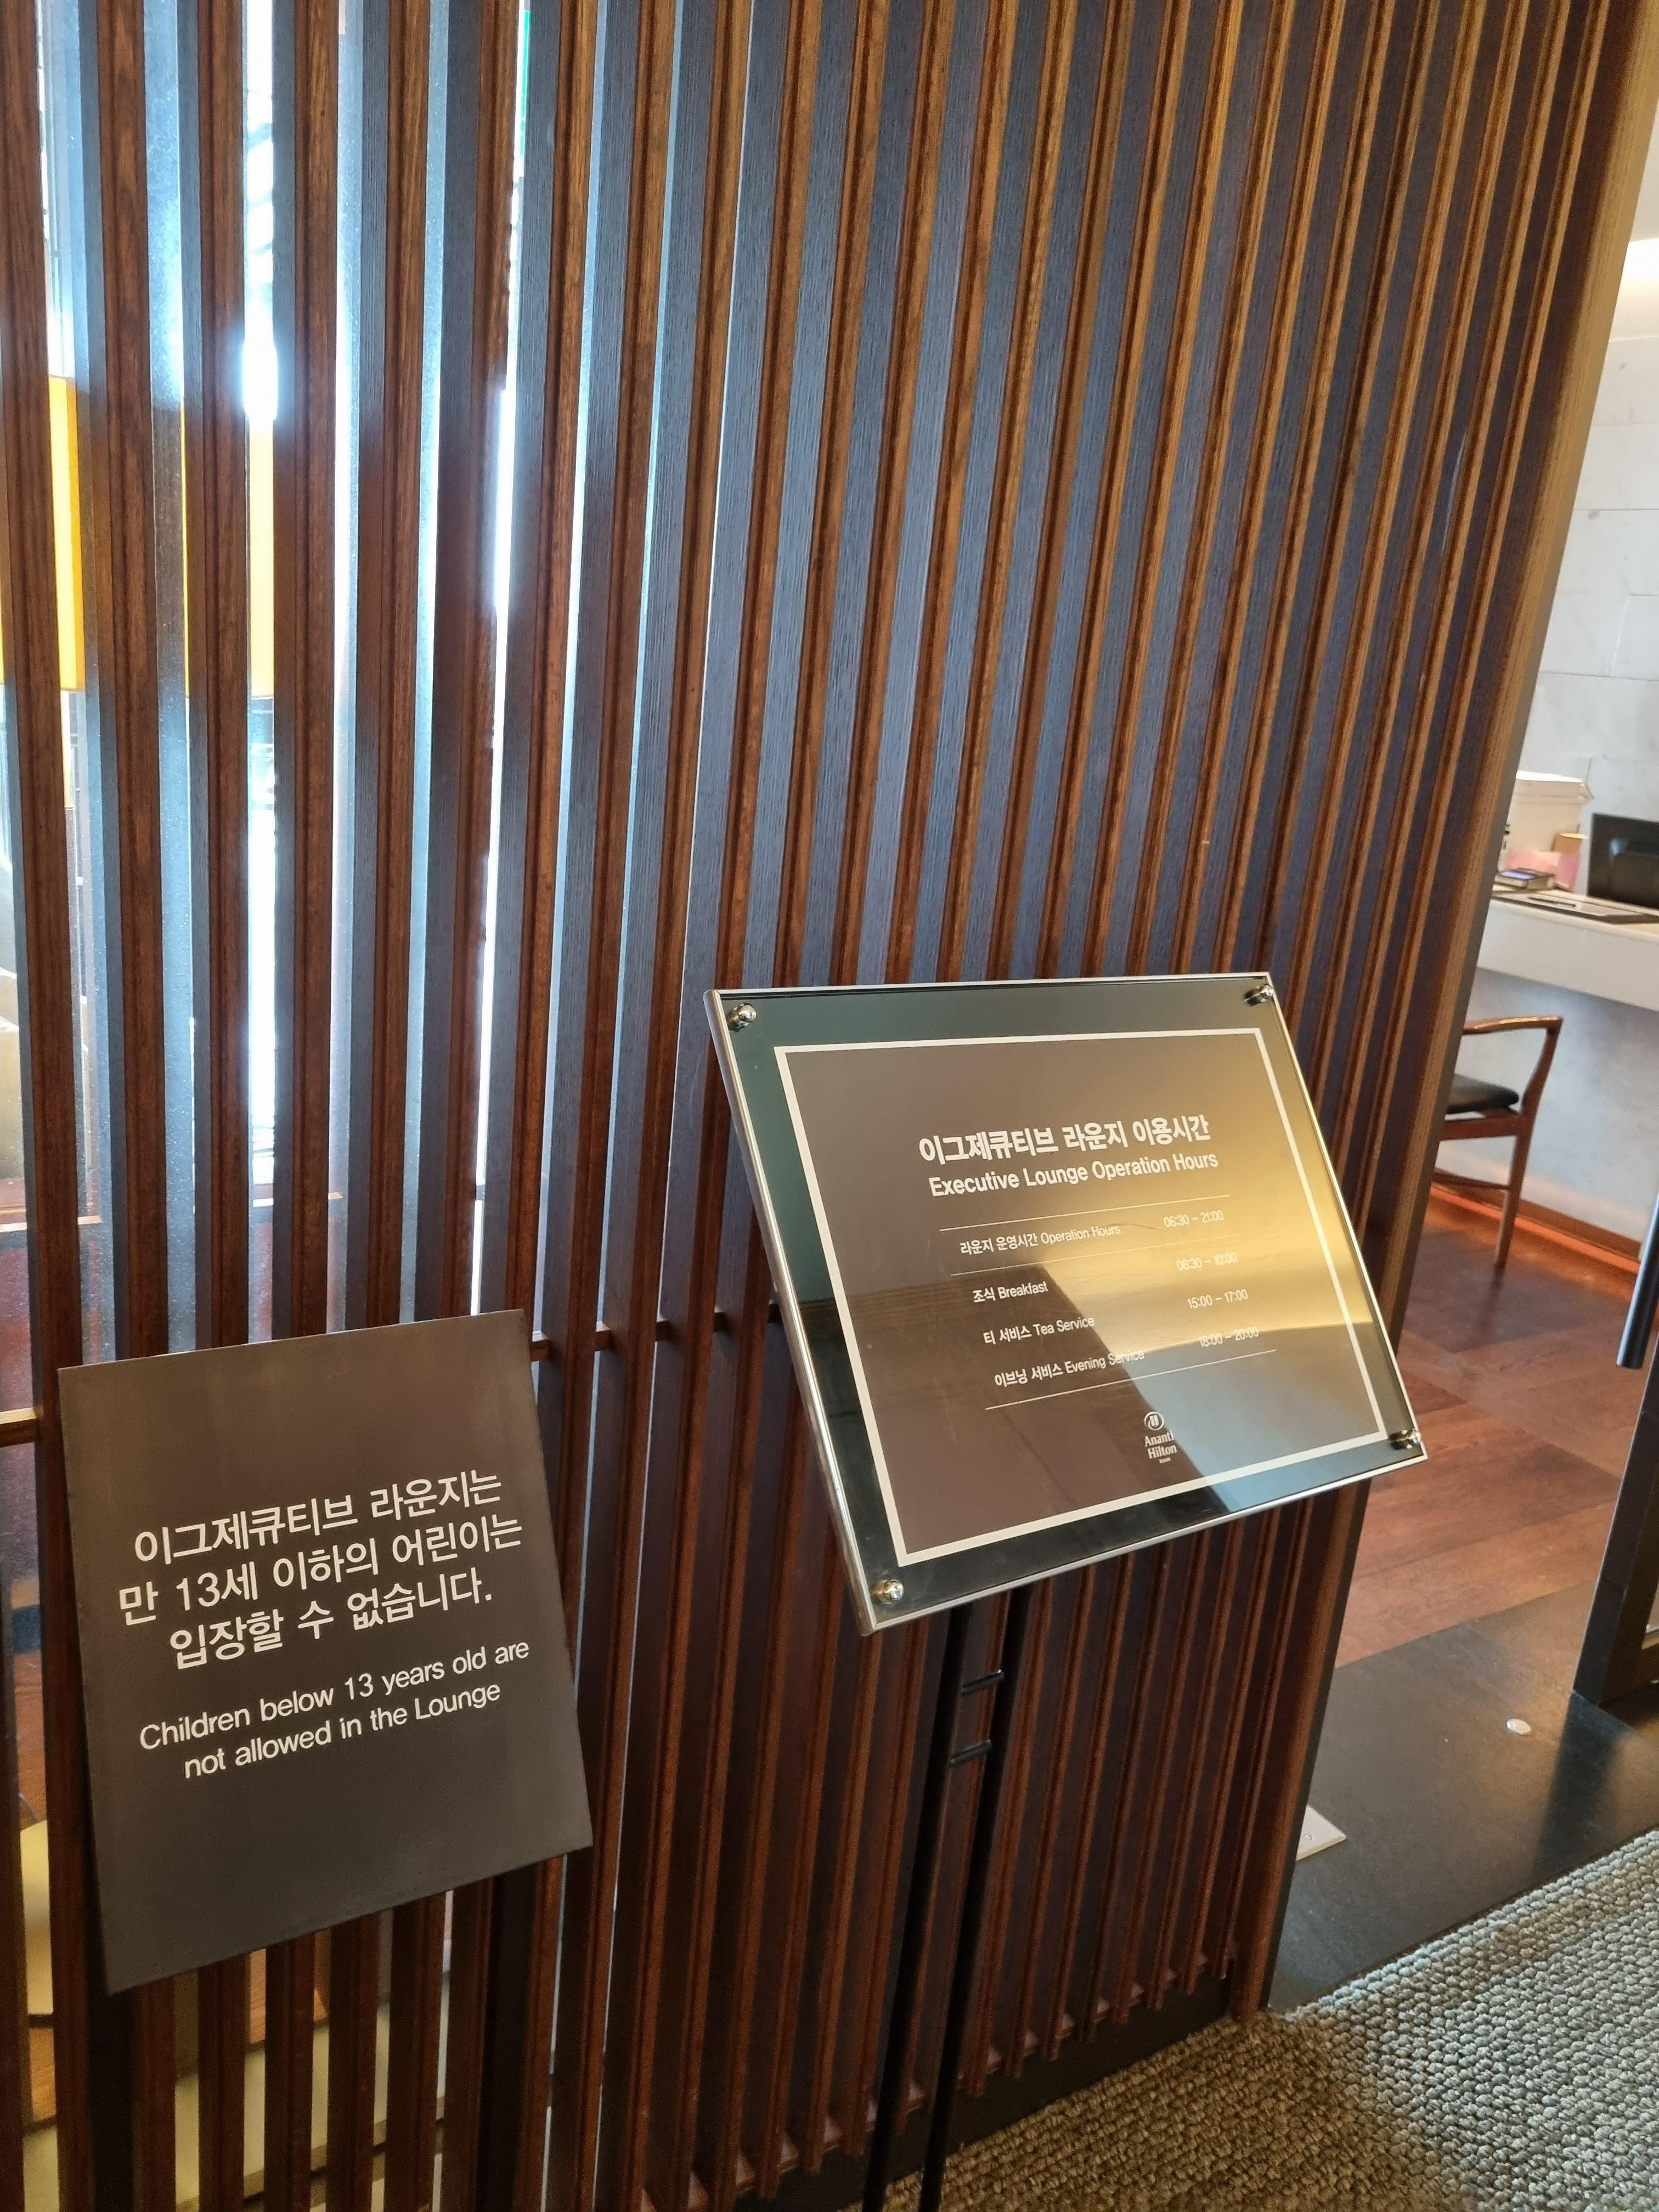 이그제큐티브 라운지는
만 13세 이하의 어린이는
입장할 수 없습니다.
Children below 13 years old are
not allowed in the Lounge
이그제큐티브 라운지 이용시간
Executive Lounge Operation Hours
라운지 운영시간 Operation Hours 06:30 – 21:00
조식 Breakfast 06:30 – 10:00
티 서비스 Tea Service 15:00 – 17:00
이브닝 서비스 Evening Service 18:00 – 20:00
Ananti
Hilton